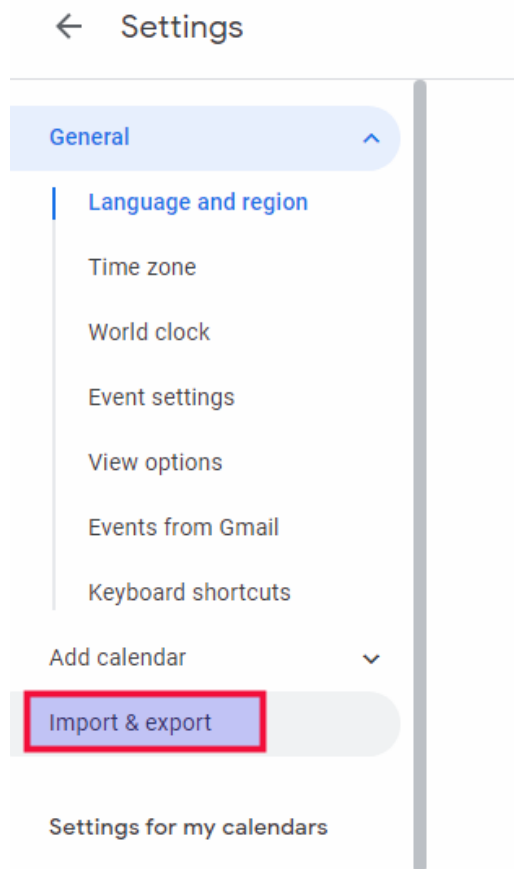 Settings
General
Language and region
Time zone
World clock
Event settings
View options
Events from Gmail
Keyboard shortcuts
Add calendar
Import & export
Settings for my calendars